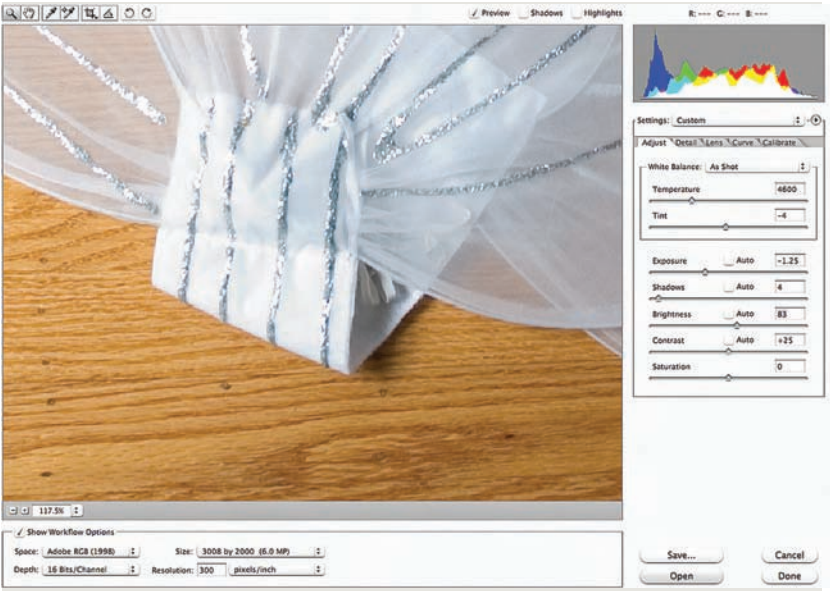 Preview Shadows Highlights
R: --- G: --- B: ---
Settings: Custom
Adjust Detail Lens Curve Calibrate
White Balance: As Shot
Temperature 4600
Tint -4
Exposure Auto -1.25
Shadows Auto 4
Brightness Auto 83
Contrast Auto +25
Saturation 0
117.5%
Show Workflow Options
Space: Adobe RGB (1998) Size: 3008 by 2000 (6.0 MP)
Depth: 16 Bits/Channel Resolution: 300 pixels/inch
Save... Cancel
Open Done